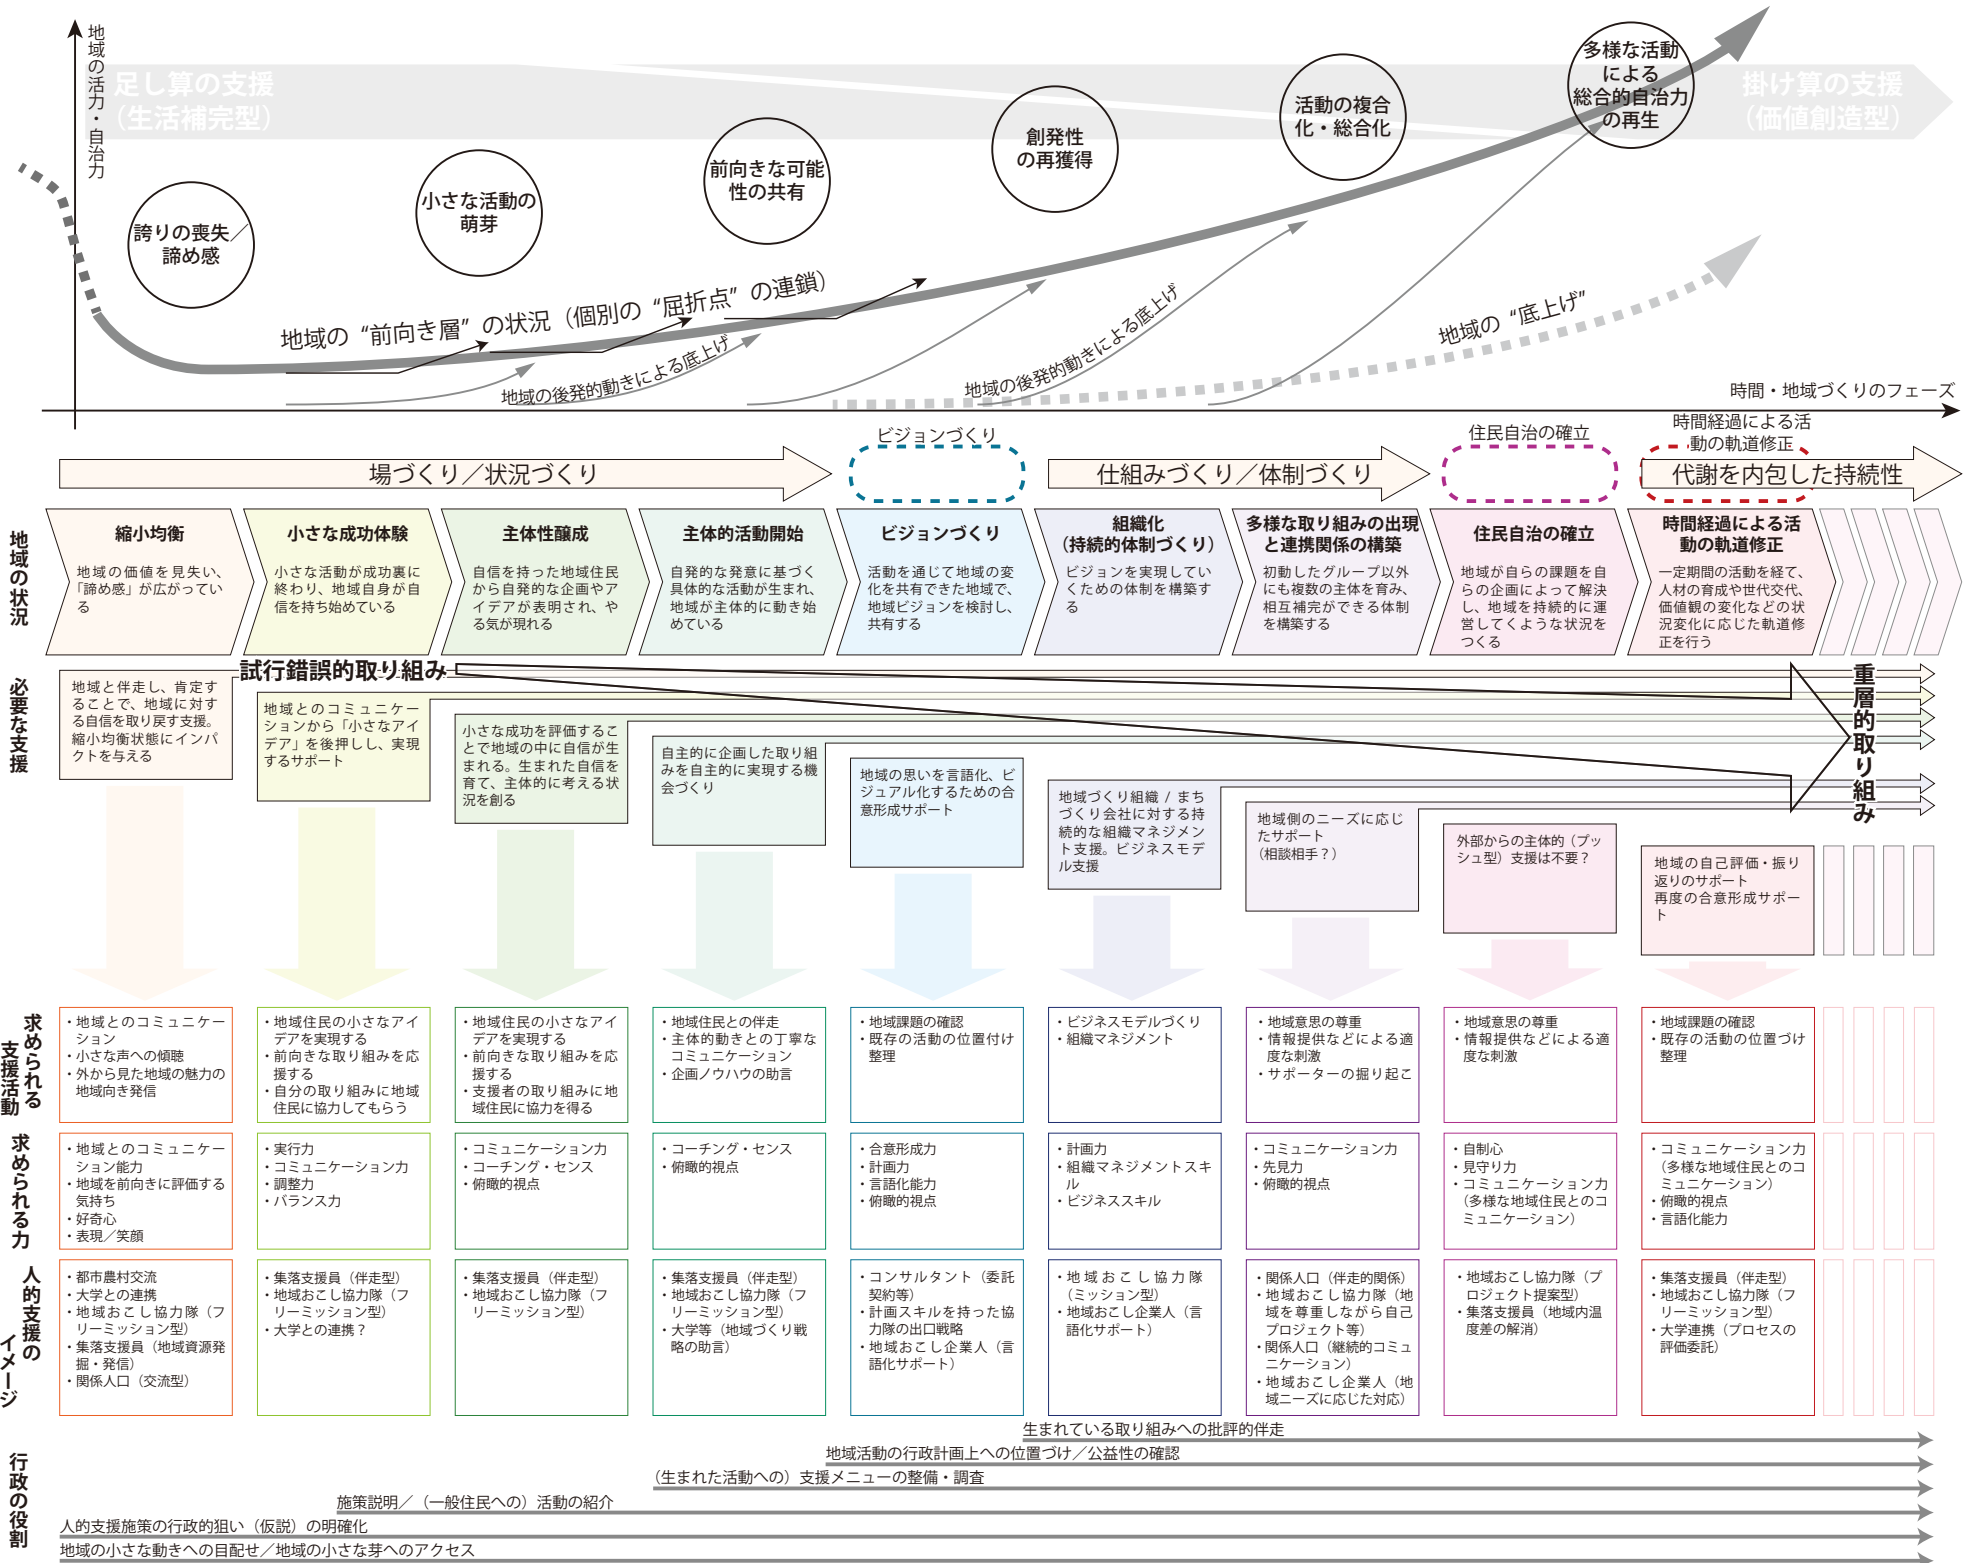 地域の活力・自治力
足し算の支援
（生活補完型）
掛け算の支援
（価値創造型）
誇りの喪失／
諦め感
小さな活動の
萌芽
前向きな可能
性の共有
創発性
の再獲得
活動の複合
化・総合化
多様な活動
による
総合的自治力
の再生
地域の“前向き層”の状況（個別の“屈折点”の連鎖）
地域の後発的動きによる底上げ
地域の後発的動きによる底上げ
地域の“底上げ”
時間・地域づくりのフェーズ
場づくり／状況づくり
ビジョンづくり
仕組みづくり／体制づくり
住民自治の確立
時間経過による活
動の軌道修正
代謝を内包した持続性
地域の状況
縮小均衡
地域の価値を見失い、
「諦め感」が広がってい
る
小さな成功体験
小さな活動が成功裏に
終わり、地域自身が自
信を持ち始めている
主体性醸成
自信を持った地域住民
から自発的な企画やア
イデアが表明され、や
る気が現れる
主体的活動開始
自発的な発意に基づく
具体的な活動が生まれ、
地域が主体的に動き始
めている
ビジョンづくり
活動を通じて地域の変
化を共有できた地域で、
地域ビジョンを検討し、
共有する
組織化
（持続的体制づくり）
ビジョンを実現してい
くための体制を構築す
る
多様な取り組みの出現
と連携関係の構築
初動したグループ以外
にも複数の主体を育み、
相互補完ができる体制
を構築する
住民自治の確立
地域が自らの課題を自
らの企画によって解決
し、地域を持続的に運
営してくような状況を
つくる
時間経過による活
動の軌道修正
一定期間の活動を経て、
人材の育成や世代交代、
価値観の変化などの状
況変化に応じた軌道修
正を行う
必要な支援
試行錯誤的取り組み
重層的取り組み
地域と伴走し、肯定す
ることで、地域に対す
る自信を取り戻す支援。
縮小均衡状態にインパ
クトを与える
地域とのコミュニケー
ションから「小さなアイ
デア」を後押しし、実現
するサポート
小さな成功を評価するこ
とで地域の中に自信が生
まれる。生まれた自信を
育て、主体的に考える状
況を創る
自主的に企画した取り組
みを自主的に実現する機
会づくり
地域の思いを言語化、ビ
ジュアル化するための合
意形成サポート
地域づくり組織 / まち
づくり会社に対する持
続的な組織マネジメン
ト支援。ビジネスモデ
ル支援
地域側のニーズに応じ
たサポート
（相談相手？）
外部からの主体的（プッ
シュ型）支援は不要？
地域の自己評価・振り
返りのサポート
再度の合意形成サポー
ト
求められる
支援活動
・地域とのコミュニケー
ション
・小さな声への傾聴
・外から見た地域の魅力の
地域向き発信
・地域住民の小さなアイ
デアを実現する
・前向きな取り組みを応
援する
・自分の取り組みに地域
住民に協力してもらう
・地域住民の小さなアイ
デアを実現する
・前向きな取り組みを応
援する
・支援者の取り組みに地
域住民に協力を得る
・地域住民との伴走
・主体的動きとの丁寧な
コミュニケーション
・企画ノウハウの助言
・地域課題の確認
・既存の活動の位置付け
整理
・ビジネスモデルづくり
・組織マネジメント
・地域意思の尊重
・情報提供などによる適
度な刺激
・サポーターの掘り起こ
・地域意思の尊重
・情報提供などによる適
度な刺激
・地域課題の確認
・既存の活動の位置づけ
整理
求められる力
・地域とのコミュニケー
ション能力
・地域を前向きに評価する
気持ち
・好奇心
・表現／笑顔
・実行力
・コミュニケーション力
・調整力
・バランス力
・コミュニケーション力
・コーチング・センス
・俯瞰的視点
・コーチング・センス
・俯瞰的視点
・合意形成力
・計画力
・言語化能力
・俯瞰的視点
・計画力
・組織マネジメントスキ
ル
・ビジネススキル
・コミュニケーション力
・先見力
・俯瞰的視点
・自制心
・見守り力
・コミュニケーション力
（多様な地域住民とのコ
ミュニケーション）
・コミュニケーション力
（多様な地域住民とのコ
ミュニケーション）
・俯瞰的視点
・言語化能力
人的支援の
イメージ
・都市農村交流
・大学との連携
・地域おこし協力隊（フ
リーミッション型）
・集落支援員（地域資源発
掘・発信）
・関係人口（交流型）
・集落支援員（伴走型）
・地域おこし協力隊（フ
リーミッション型）
・大学との連携？
・集落支援員（伴走型）
・地域おこし協力隊（フ
リーミッション型）
・集落支援員（伴走型）
・地域おこし協力隊（フ
リーミッション型）
・大学等（地域づくり戦
略の助言）
・コンサルタント（委託
契約等）
・計画スキルを持った協
力隊の出口戦略
・地域おこし企業人（言
語化サポート）
・地域おこし協力隊
（ミッション型）
・地域おこし企業人（言
語化サポート）
・関係人口（伴走的関係）
・地域おこし協力隊（地
域を尊重しながら自己
プロジェクト等）
・関係人口（継続的コミュ
ニケーション）
・地域おこし企業人（地
域ニーズに応じた対応）
・地域おこし協力隊（プ
ロジェクト提案型）
・集落支援員（地域内温
度差の解消）
・集落支援員（伴走型）
・地域おこし協力隊（フ
リーミッション型）
・大学連携（プロセスの
評価委託）
行政の役割
生まれている取り組みへの批評的伴走
地域活動の行政計画上への位置づけ／公益性の確認
（生まれた活動への）支援メニューの整備・調査
施策説明／（一般住民への）活動の紹介
人的支援施策の行政的狙い（仮説）の明確化
地域の小さな動きへの目配せ／地域の小さな芽へのアクセス